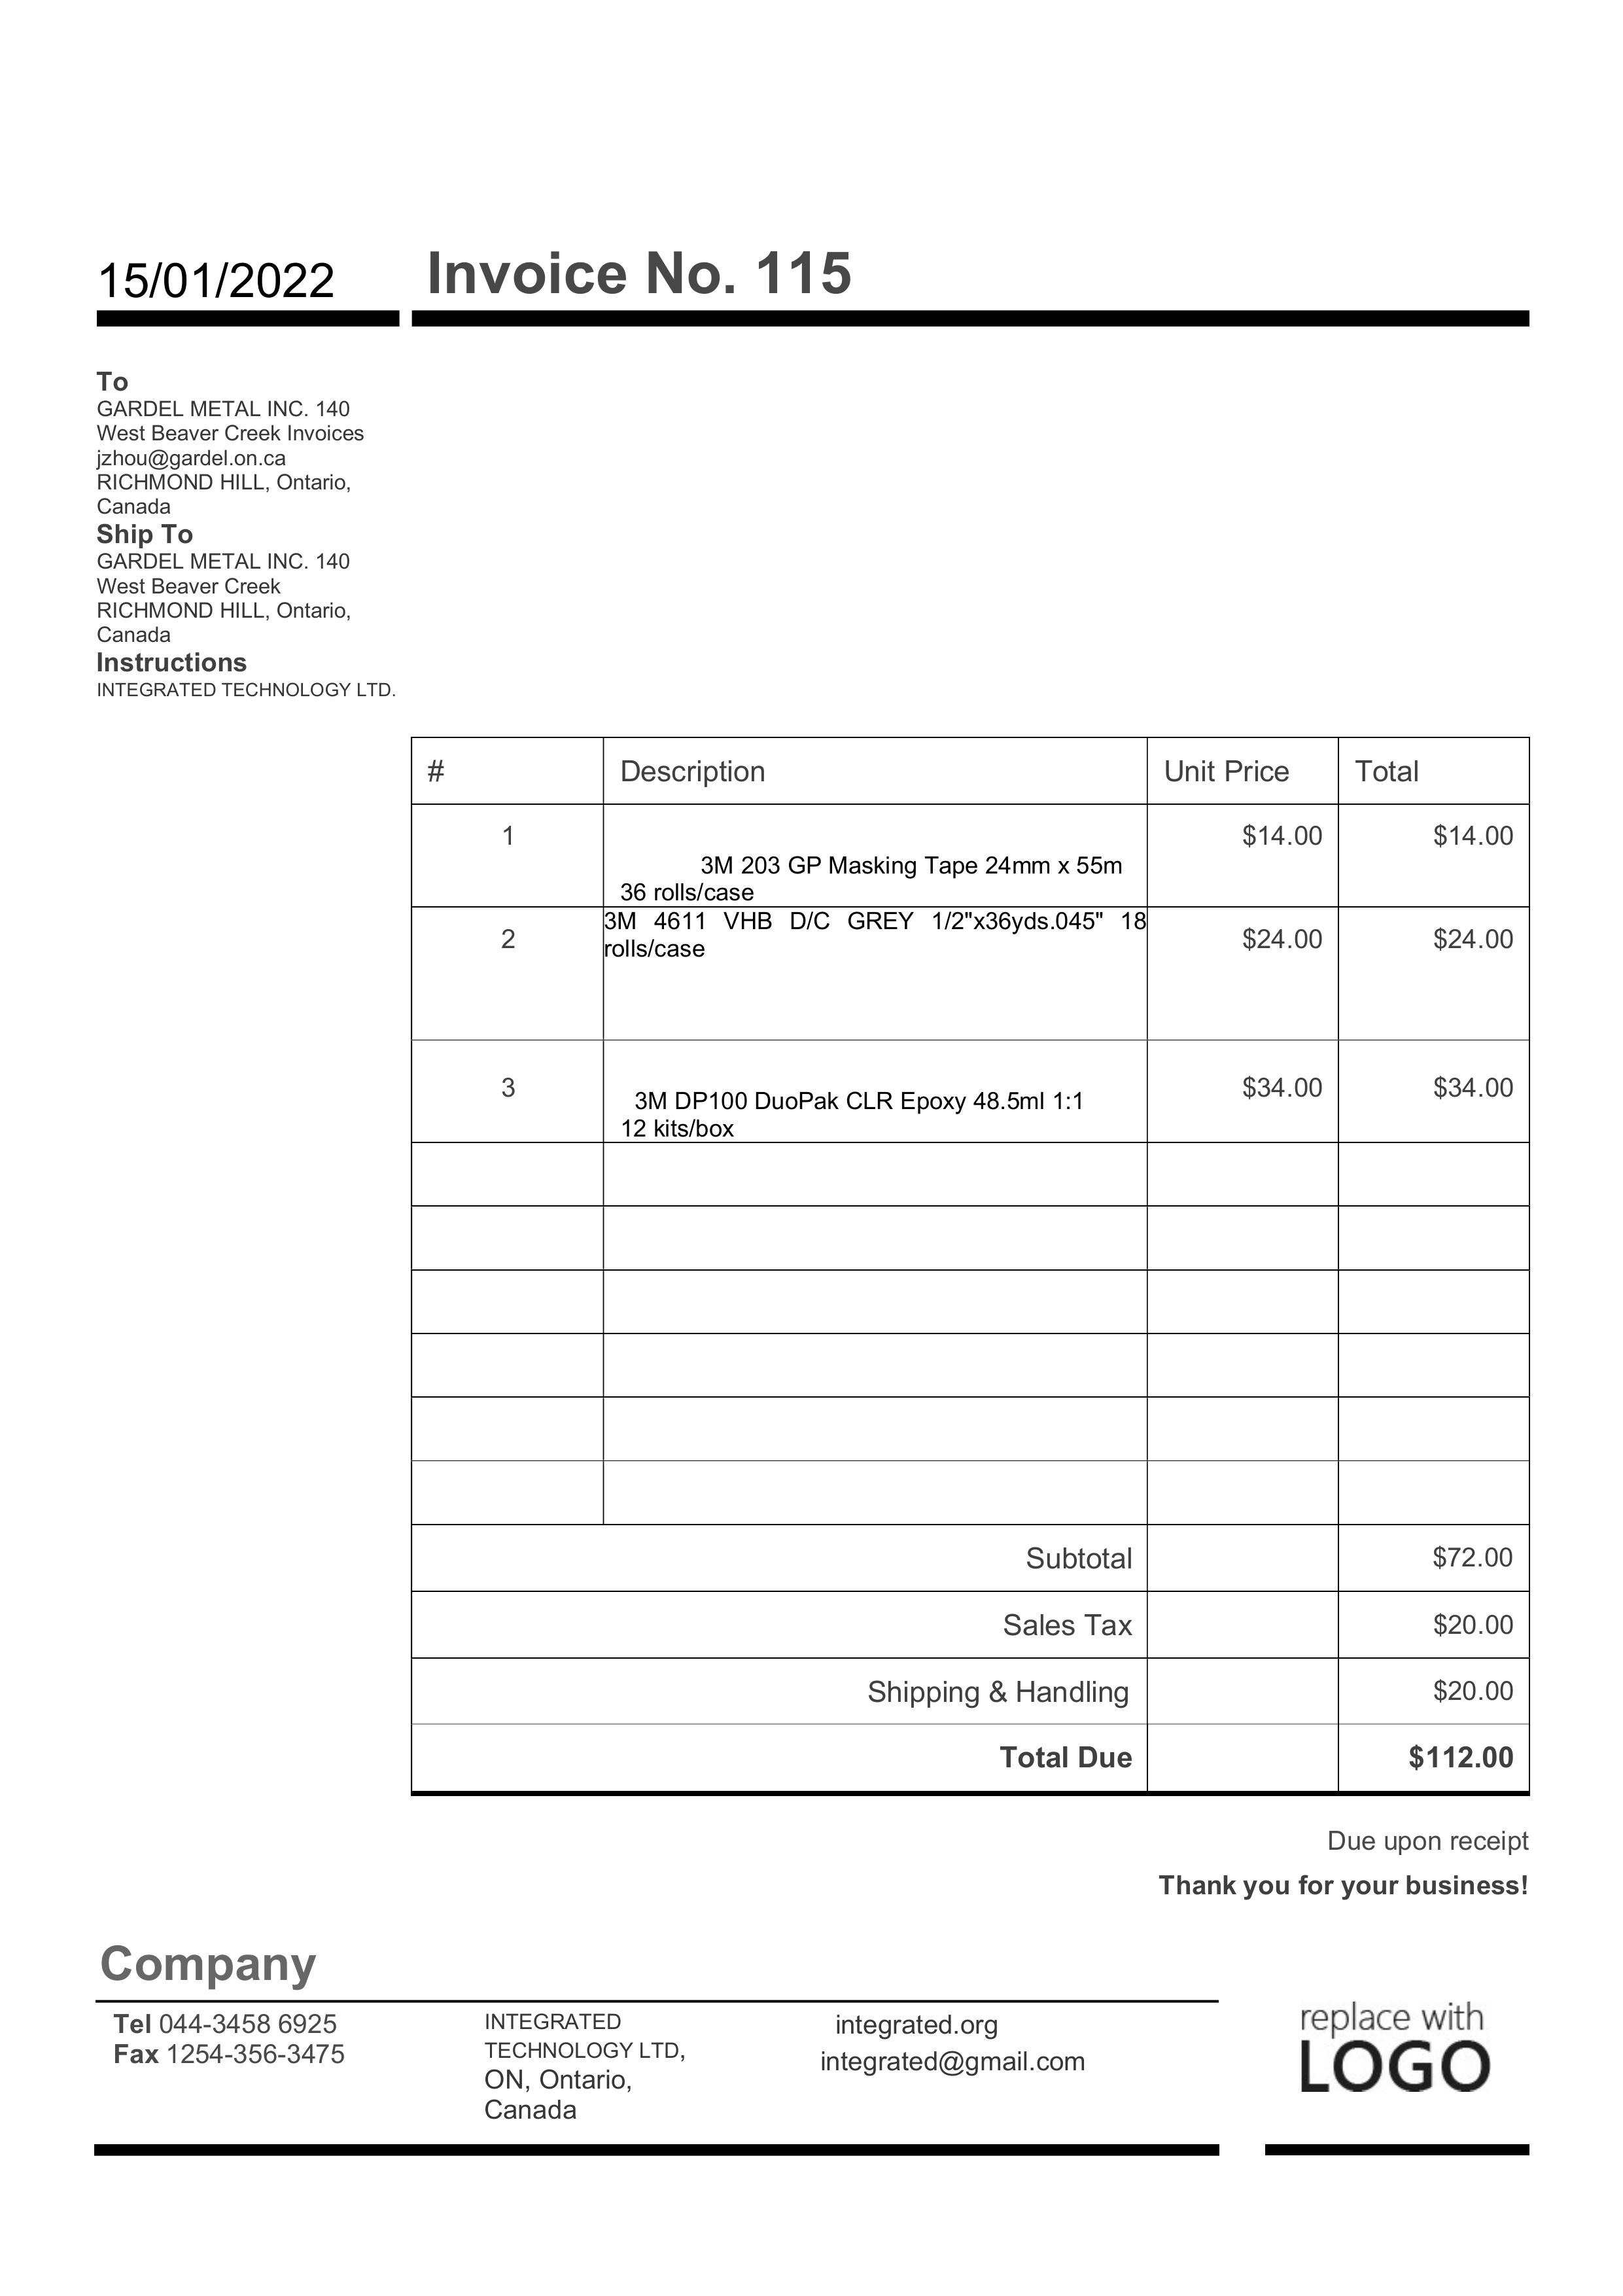 15/01/2022 Invoice No. 115
To
GARDEL METAL INC. 140
West Beaver Creek Invoices
jzhou@gardel.on.ca
RICHMOND HILL, Ontario,
Canada
Ship To
GARDEL METAL INC. 140
West Beaver Creek
RICHMOND HILL, Ontario,
Canada
Instructions
INTEGRATED TECHNOLOGY LTD.
# Description Unit Price Total
1 $14.00 $14.00
3M 203 GP Masking Tape 24mm x 55m
36 rolls/case
3M 4611 VHB D/C GREY 1/2"x36yds.045" 18
2 $24.00 $24.00
rolls/case
3 $34.00 $34.00
3M DP100 DuoPak CLR Epoxy 48.5ml 1:1
12 kits/box
Subtotal $72.00
Sales Tax $20.00
Shipping & Handling $20.00
Total Due $112.00
Due upon receipt
Thank you for your business!
Company
Tel 044-3458 6925
Fax 1254-356-3475
INTEGRATED
TECHNOLOGY LTD,
ON, Ontario,
Canada
integrated.org
integrated@gmail.com
replace with
LOGO